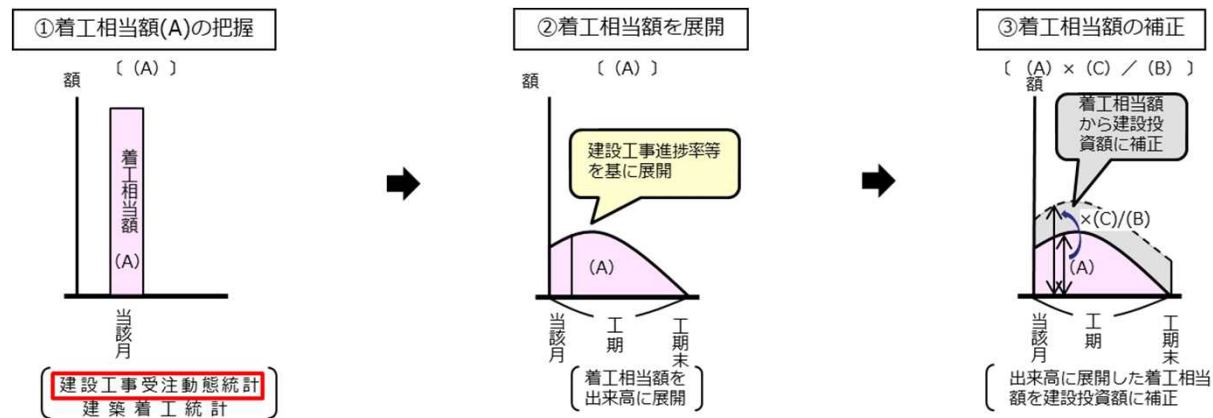 ①着工相当額(A)の把握
〔（A）〕
額
着工相当額
(A)
当該月
建設工事受注動態統計
建築着工統計
②着工相当額を展開
〔（A）〕
額
建設工事進捗率等
を基に展開
(A)
当該月
工期
工期末
着工相当額を
出来高に展開
③着工相当額の補正
〔（A）×（C）／（B）〕
額
着工相当額
から建設投
資額に補正
×(C)/(B)
(A)
当該月
工期
工期末
出来高に展開した着工相当
額を建設投資額に補正